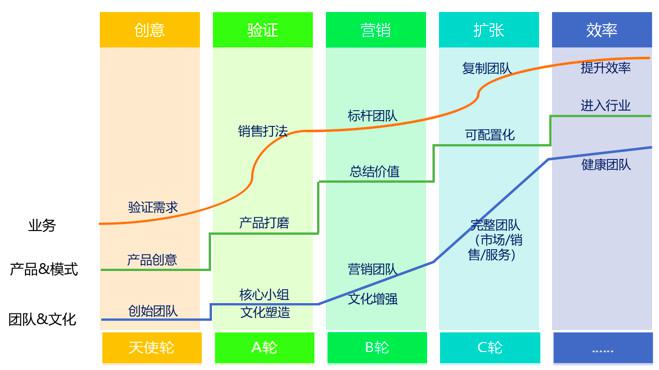 创意
验证
营销
扩张
效率
复制团队
提升效率
进入行业
标杆团队
销售打法
可配置化
总结价值
健康团队
验证需求
业务
产品打磨
完整团队
（市场/销
售/服务）
产品&模式
产品创意
营销团队
核心小组
文化增强
团队&文化
创始团队
文化塑造
天使轮
A轮
B轮
C轮
......